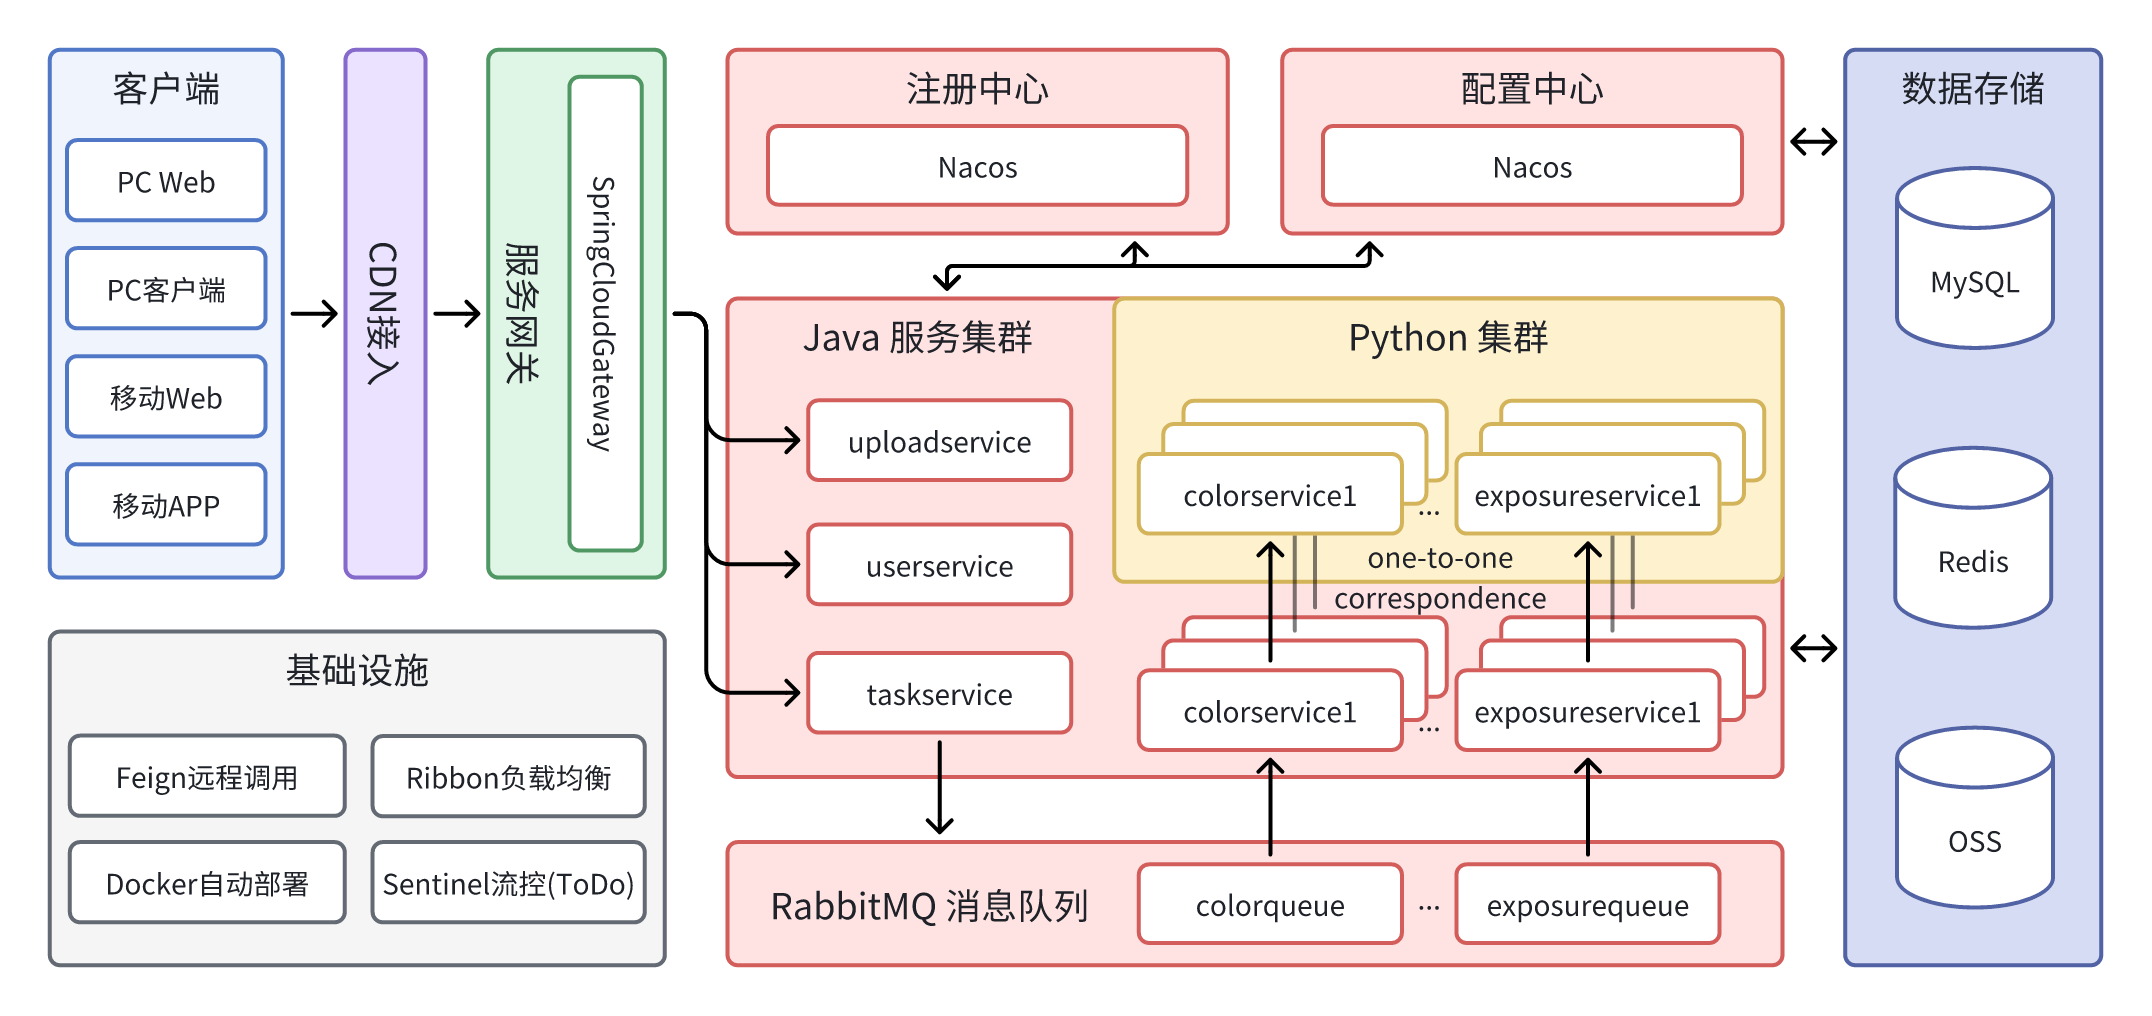 客户端
PC Web
PC客户端
移动Web
移动APP
CDN接入
服务网关
SpringCloudGateway
注册中心
Nacos
配置中心
Nacos
Java 服务集群
uploadservice
userservice
taskservice
Python 集群
colorservice1
...
exposureservice1
one-to-one
correspondence
colorservice1
...
exposureservice1
RabbitMQ 消息队列
colorqueue
...
exposurequeue
数据存储
MySQL
Redis
OSS
基础设施
Feign远程调用
Ribbon负载均衡
Docker自动部署
Sentinel流控(ToDo)